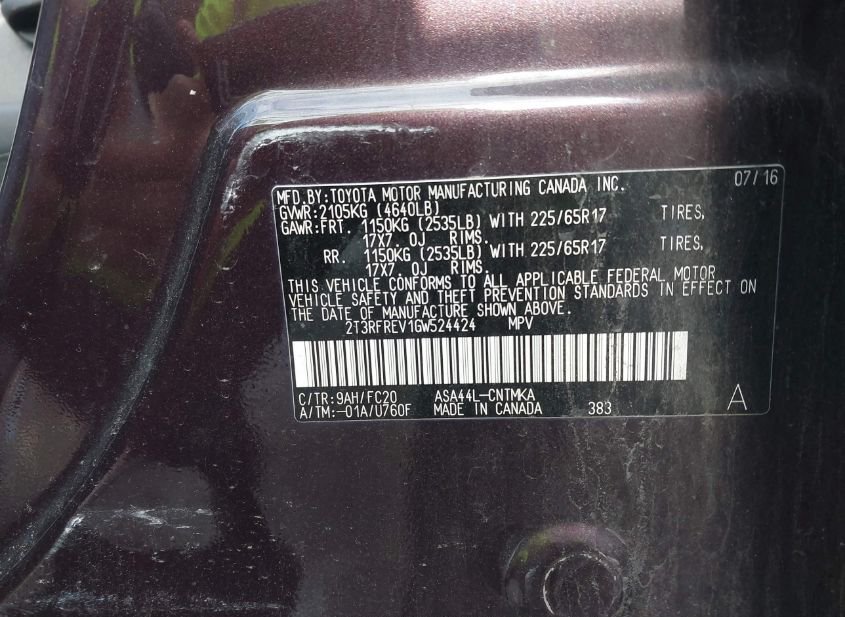 MFD.BY:TOYOTA MOTOR MANUFACTURING CANADA INC. 07/16
GVWR:2105KG (4640LB)
GAWR:FRT. 1150KG (2535LB) WITH 225/65R17 TIRES,
17X7.0J RIMS.
RR. 1150KG (2535LB) WITH 225/65R17 TIRES,
17X7.0J RIMS.
THIS VEHICLE CONFORMS TO ALL APPLICABLE FEDERAL MOTOR
VEHICLE SAFETY AND THEFT PREVENTION STANDARDS IN EFFECT ON
THE DATE OF MANUFACTURE SHOWN ABOVE.
2T3RFREV1GW524424 MPV
C/TR:9AH/FC20 ASA44L-CNTMKA
A/TM:-01A/U760F MADE IN CANADA 383 A